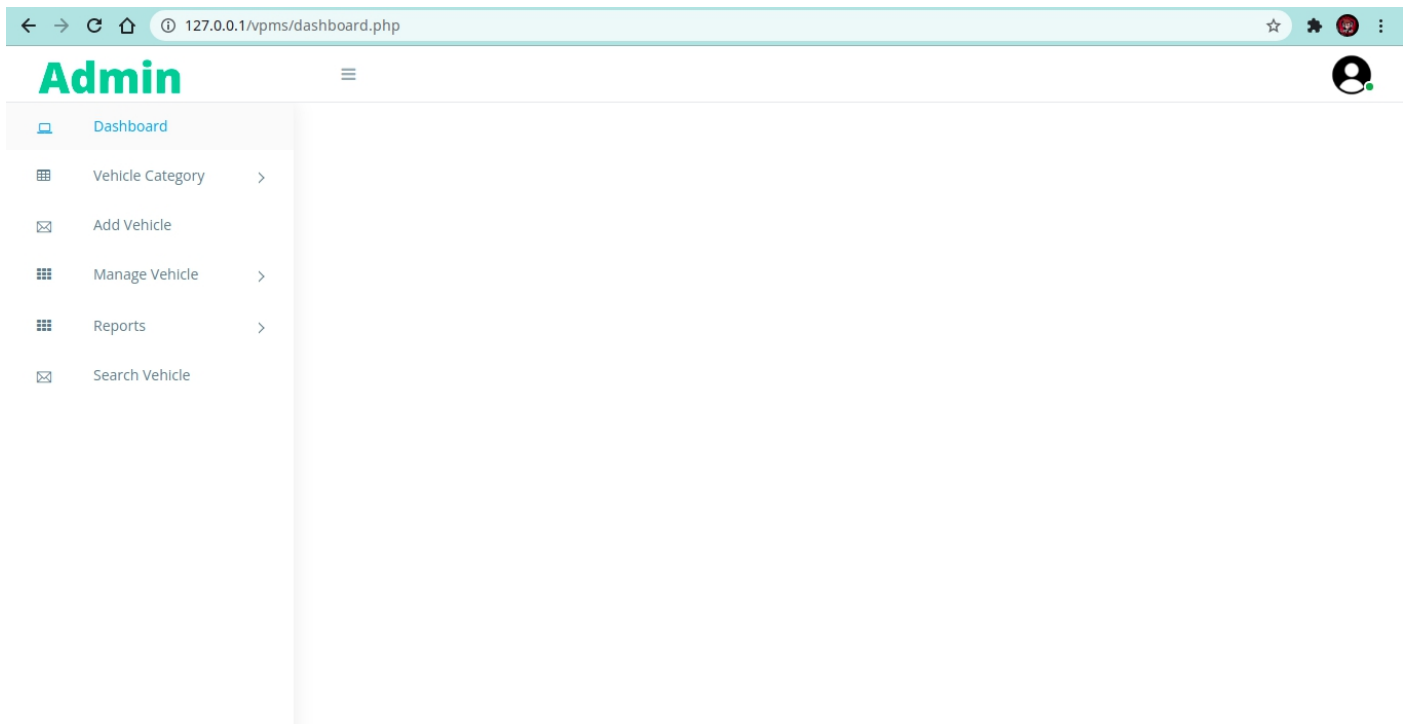 127.0.0.1/vpms/dashboard.php
Admin
Dashboard
Vehicle Category
Add Vehicle
Manage Vehicle
Reports
Search Vehicle